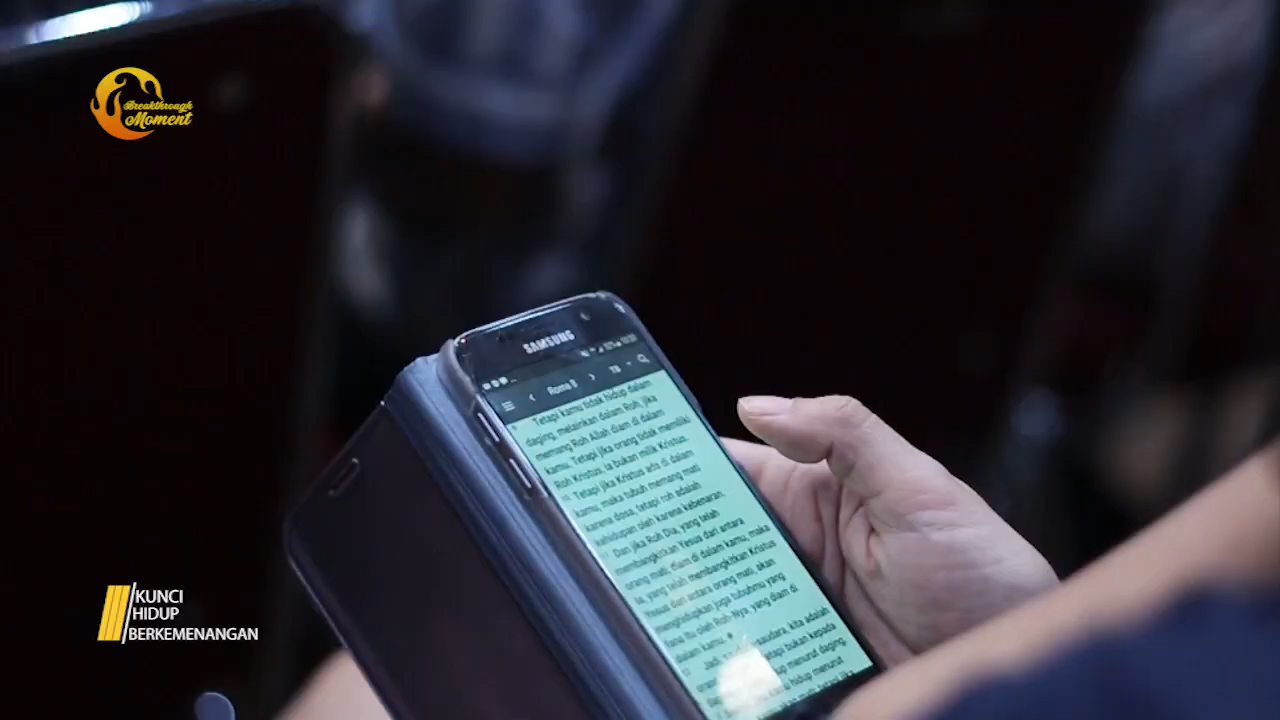 Breakthrough
Moment
SAMSUNG
Roma 8
TB
Tetapi kamu tidak hidup dalam
daging, melainkan dalam Roh, jika
memang Roh Allah diam di dalam
kamu. Tetapi jika orang tidak memiliki
Roh Kristus, ia bukan milik Kristus.
Tetapi jika Kristus ada di dalam
kamu, maka tubuh memang mati
karena dosa, tetapi roh adalah
kehidupan oleh karena kebenaran.
Dan jika Roh Dia, yang telah
membangkitkan Yesus dari antara
orang mati, diam di dalam kamu, maka
Ia, yang telah membangkitkan Kristus
Yesus dari antara orang mati, akan
menghidupkan juga tubuhmu yang
fana itu oleh Roh-Nya, yang diam di
dalam kamu.
Jadi saudara, kita adalah
tetapi bukan kepada
menurut daging
hidup menurut
KUNCI
HIDUP
BERKEMENANGAN